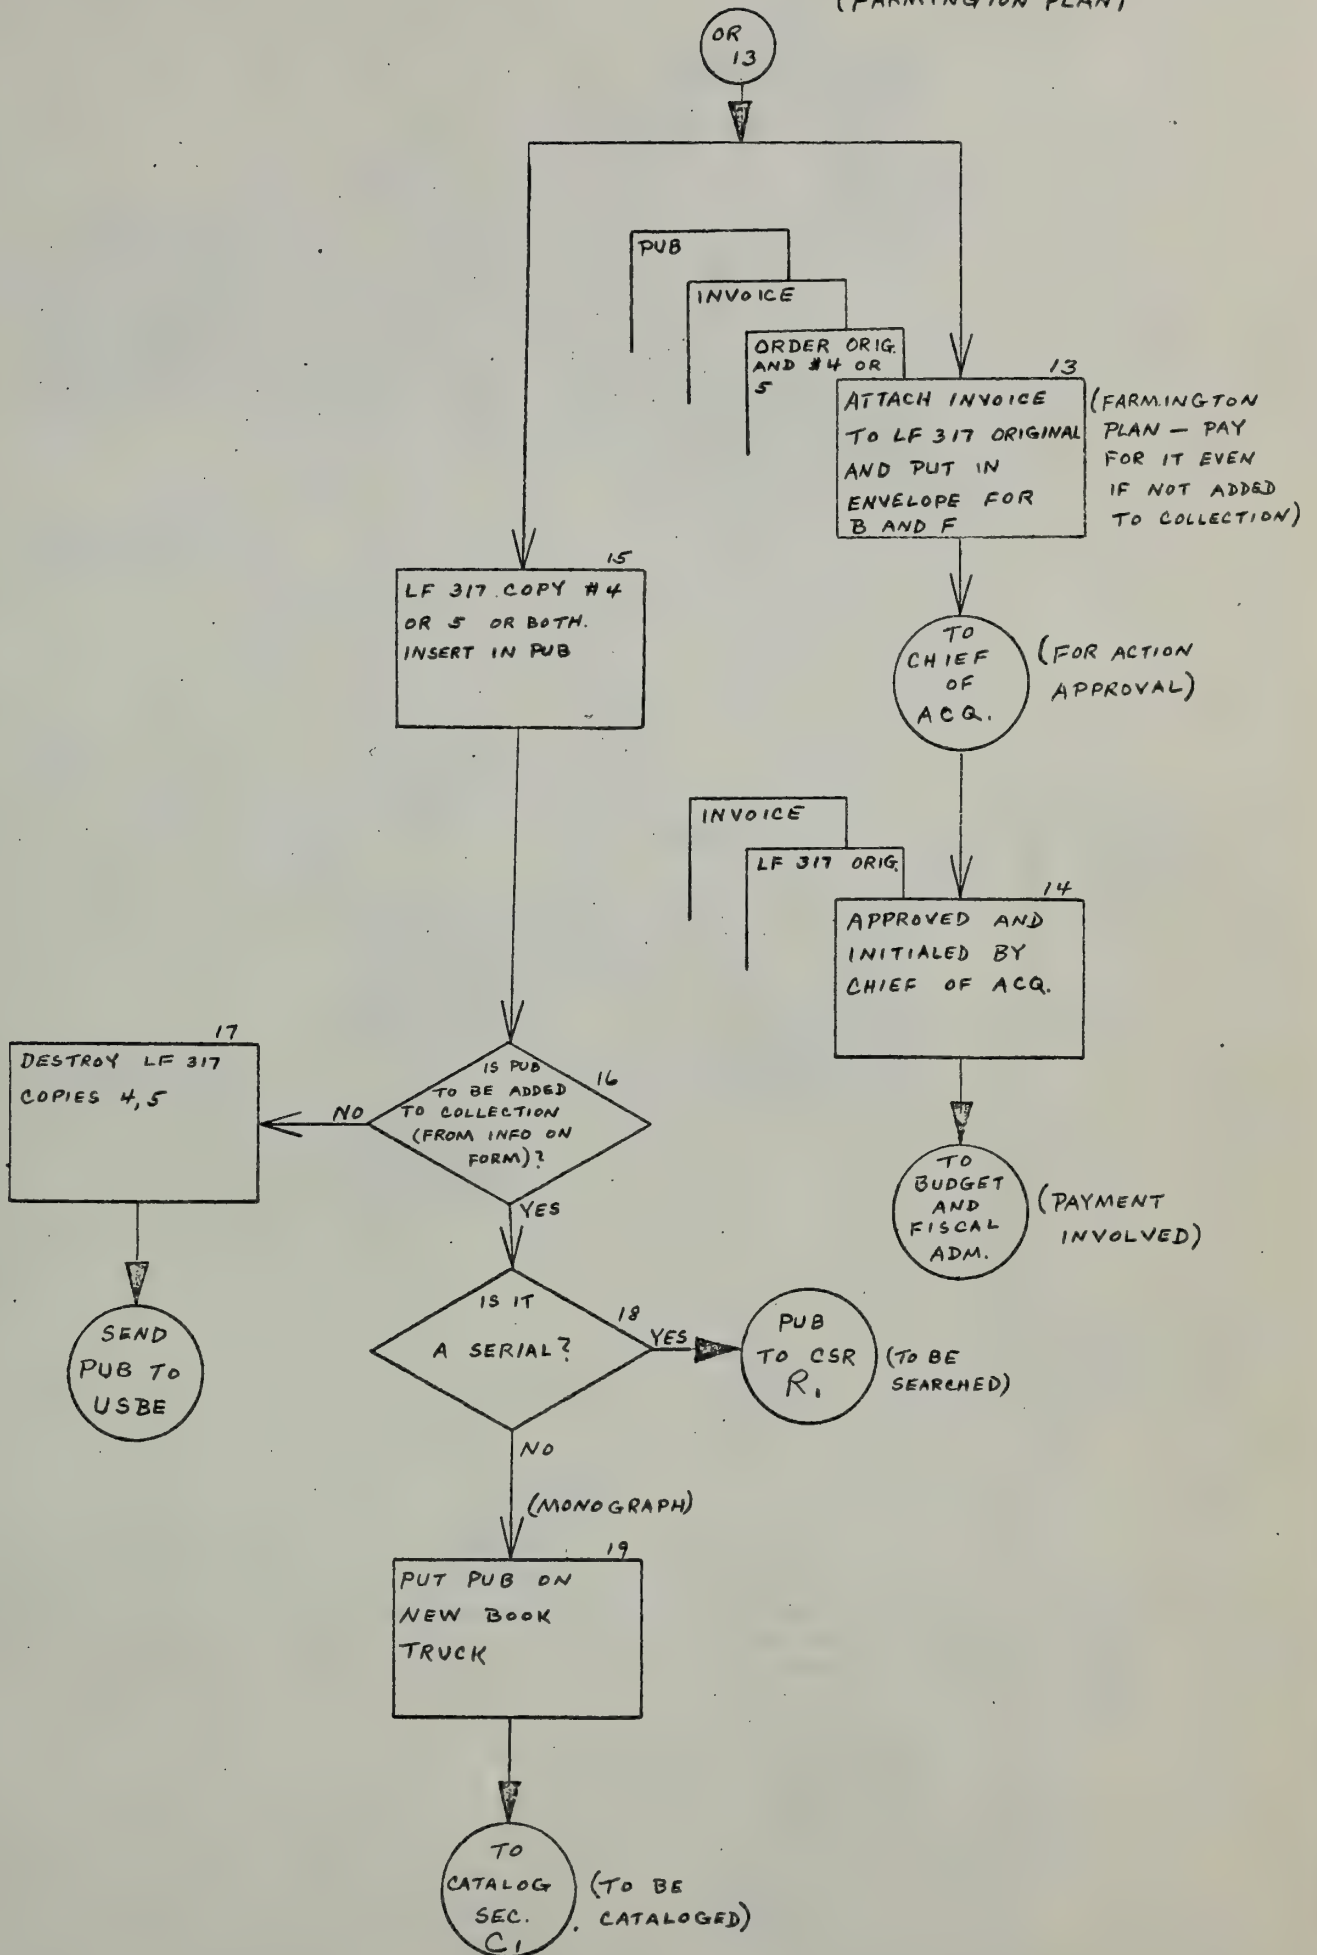 (FARMINGTON PLAN)
OR
13
PUB
INVOICE
ORDER ORIG.
AND #4 OR
5
13
ATTACH INVOICE
TO LF 317 ORIGINAL
AND PUT IN
ENVELOPE FOR
B AND F
(FARMINGTON
PLAN — PAY
FOR IT EVEN
IF NOT ADDED
TO COLLECTION)
15
LF 317 COPY #4
OR 5 OR BOTH.
INSERT IN PUB
TO
CHIEF
OF
ACQ.
(FOR ACTION
APPROVAL)
INVOICE
LF 317 ORIG.
14
APPROVED AND
INITIALED BY
CHIEF OF ACQ.
17
DESTROY LF 317
COPIES 4,5
NO
IS PUB
TO BE ADDED
TO COLLECTION
(FROM INFO ON
FORM)?
16
YES
TO
BUDGET
AND
FISCAL
ADM.
(PAYMENT
INVOLVED)
SEND
PUB TO
USBE
IS IT
A SERIAL?
18
YES
PUB
TO CSR
R.
(TO BE
SEARCHED)
NO
(MONOGRAPH)
19
PUT PUB ON
NEW BOOK
TRUCK
TO
CATALOG
SEC.
C1
(TO BE
CATALOGED)